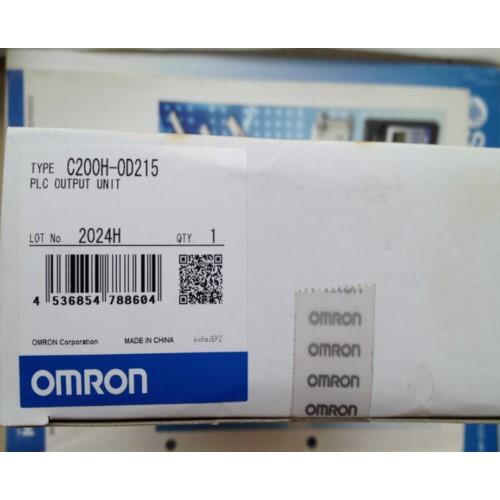 TYPE C200H-OD215
PLC OUTPUT UNIT
LOT No. 2024H QTY. 1
4 536854 788604
OMRON Corporation MADE IN CHINA
OMRON
OMRON
OMRON
OMRON
OMRON